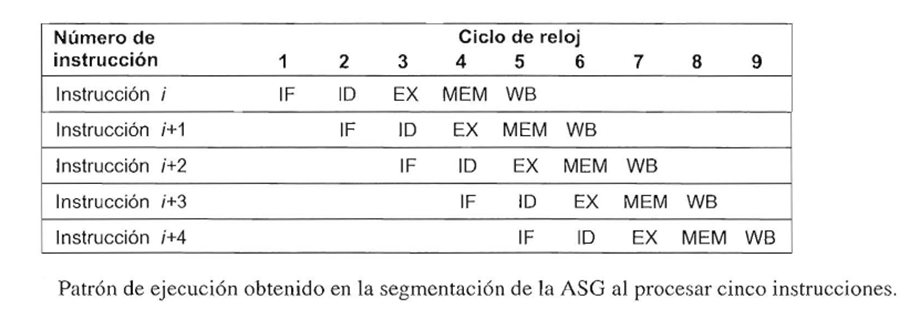 Número de instrucción Ciclo de reloj
1 2 3 4 5 6 7 8 9
Instrucción i IF ID EX MEM WB
Instrucción i+1 IF ID EX MEM WB
Instrucción i+2 IF ID EX MEM WB
Instrucción i+3 IF ID EX MEM WB
Instrucción i+4 IF ID EX MEM WB
Patrón de ejecución obtenido en la segmentación de la ASG al procesar cinco instrucciones.